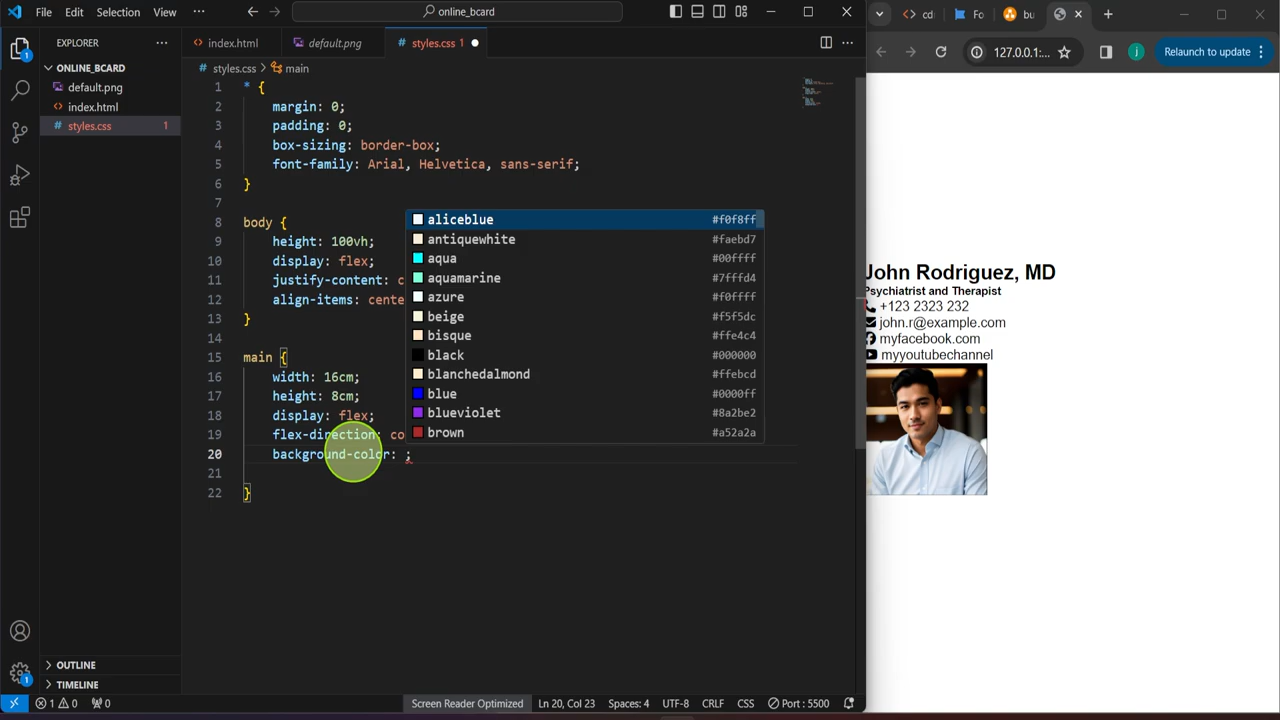 File Edit Selection View ··· online_bcard
EXPLORER ···
ONLINE_BCARD
default.png
index.html
styles.css 1
OUTLINE
TIMELINE
index.html default.png styles.css 1
styles.css > main
1 * {
2 margin: 0;
3 padding: 0;
4 box-sizing: border-box;
5 font-family: Arial, Helvetica, sans-serif;
6 }
7
8 body {
9 height: 100vh;
10 display: flex;
11 justify-content: c
12 align-items: cente
13 }
14
15 main {
16 width: 16cm;
17 height: 8cm;
18 display: flex;
19 flex-direction: co
20 background-color: ;
21
22 }
aliceblue #f0f8ff
antiquewhite #faebd7
aqua #00ffff
aquamarine #7fffd4
azure #f0ffff
beige #f5f5dc
bisque #ffe4c4
black #000000
blanchedalmond #ffebcd
blue #0000ff
blueviolet #8a2be2
brown #a52a2a
1 0 0 Screen Reader Optimized Ln 20, Col 23 Spaces: 4 UTF-8 CRLF CSS Port : 5500
cd Fo bu
127.0.0.1:... i Relaunch to update
John Rodriguez, MD
Psychiatrist and Therapist
+123 2323 232
john.r@example.com
myfacebook.com
myyoutubechannel